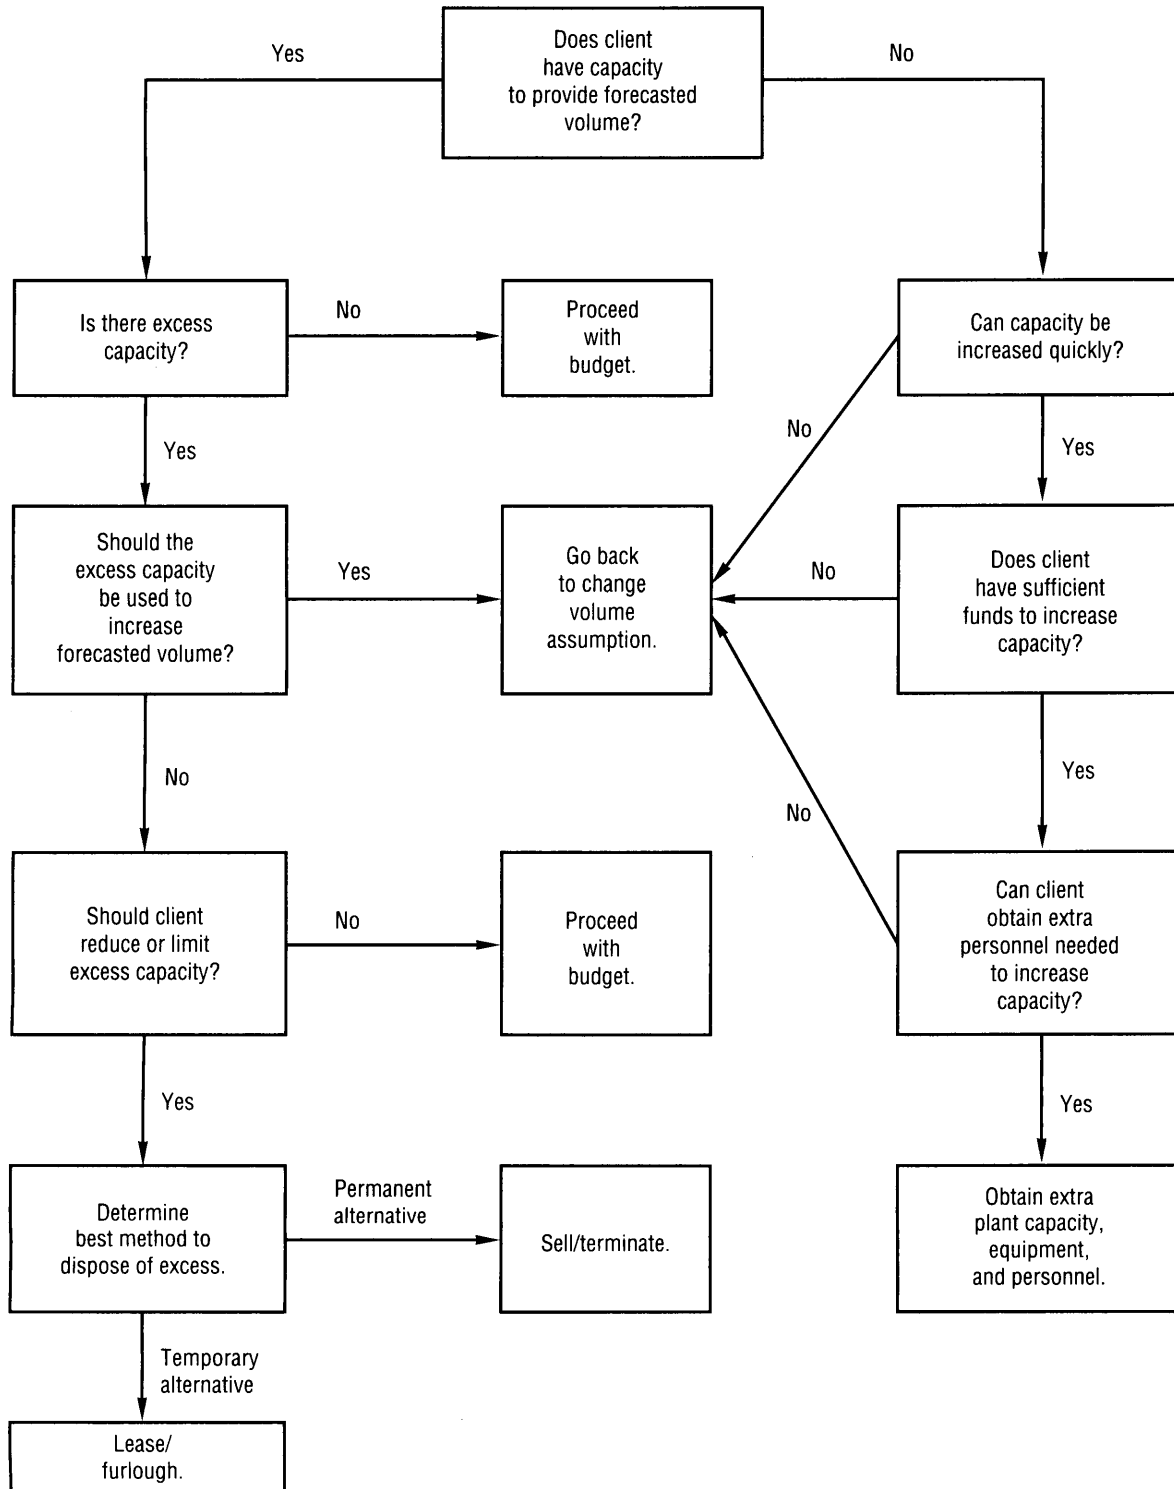 Does client
have capacity
to provide forecasted
volume?
Yes
No
Is there excess
capacity?
No
Proceed
with
budget.
Can capacity be
increased quickly?
Yes
No
Yes
Should the
excess capacity
be used to
increase
forecasted volume?
Yes
Go back
to change
volume
assumption.
No
Does client
have sufficient
funds to increase
capacity?
No
Yes
No
Should client
reduce or limit
excess capacity?
No
Proceed
with
budget.
Can client
obtain extra
personnel needed
to increase
capacity?
Yes
Yes
Determine
best method to
dispose of excess.
Permanent
alternative
Sell/terminate.
Obtain extra
plant capacity,
equipment,
and personnel.
Temporary
alternative
Lease/
furlough.